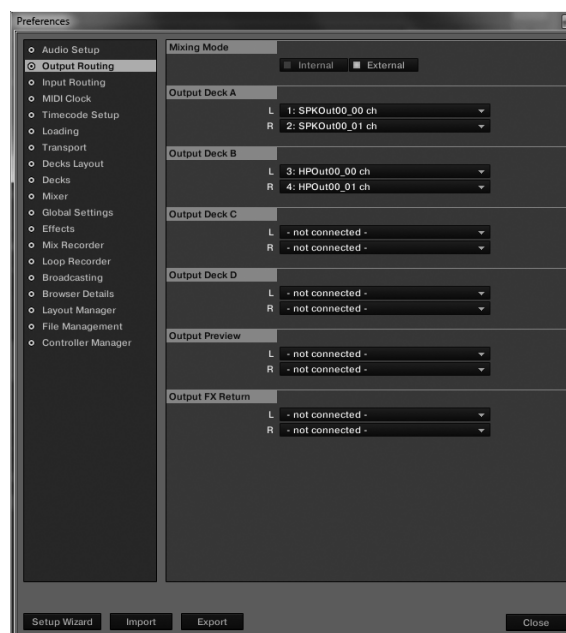 Preferences
Audio Setup
Output Routing
Input Routing
MIDI Clock
Timecode Setup
Loading
Transport
Decks Layout
Decks
Mixer
Global Settings
Effects
Mix Recorder
Loop Recorder
Broadcasting
Browser Details
Layout Manager
File Management
Controller Manager
Mixing Mode
Internal External
Output Deck A
L 1: SPKOut00_00 ch
R 2: SPKOut00_01 ch
Output Deck B
L 3: HPOut00_00 ch
R 4: HPOut00_01 ch
Output Deck C
L - not connected -
R - not connected -
Output Deck D
L - not connected -
R - not connected -
Output Preview
L - not connected -
R - not connected -
Output FX Return
L - not connected -
R - not connected -
Setup Wizard Import Export Close